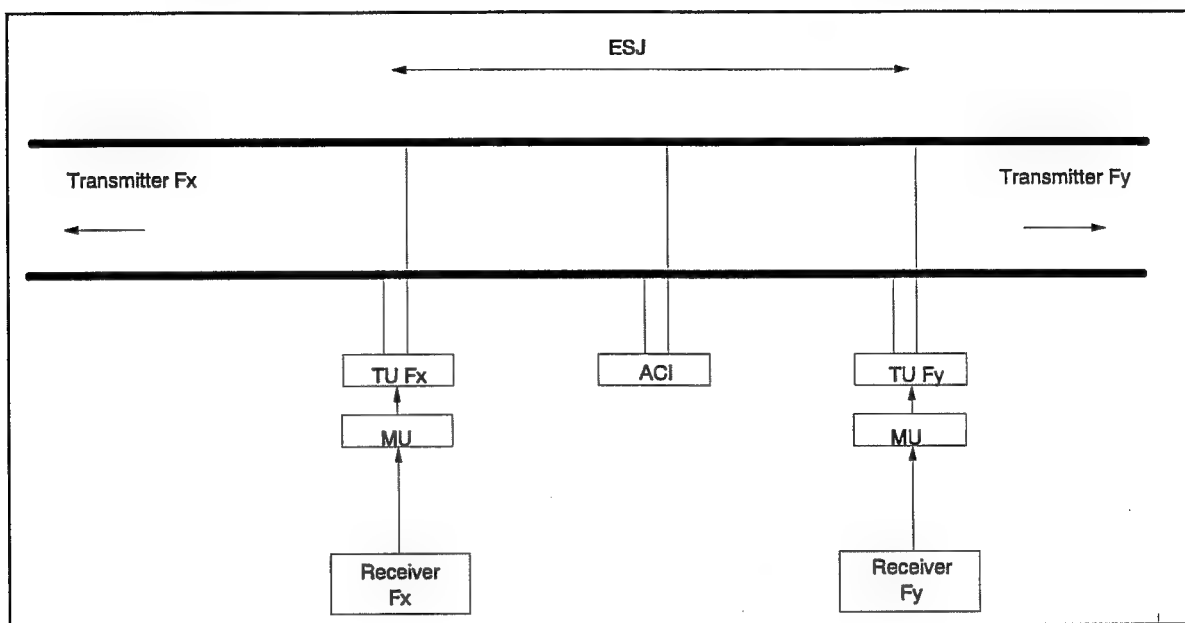 ESJ
Transmitter Fx
Transmitter Fy
TU Fx
ACI
TU Fy
MU
MU
Receiver
Fx
Receiver
Fy